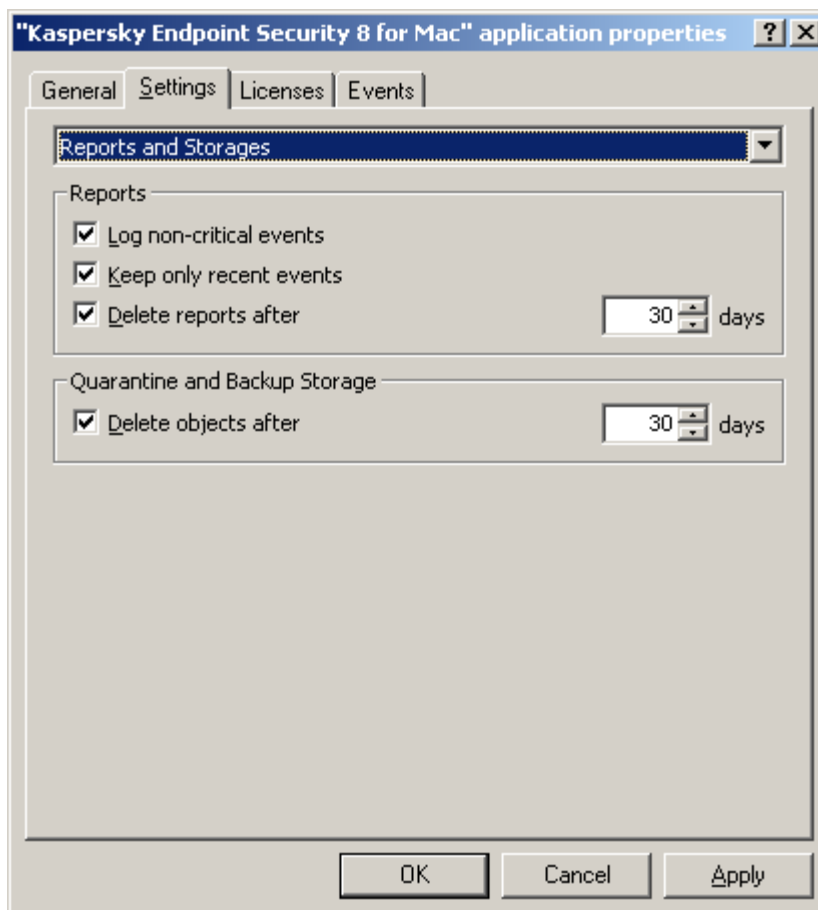 "Kaspersky Endpoint Security 8 for Mac" application properties
General Settings Licenses Events
Reports and Storages
Reports
Log non-critical events
Keep only recent events
Delete reports after 30 days
Quarantine and Backup Storage
Delete objects after 30 days
OK Cancel Apply